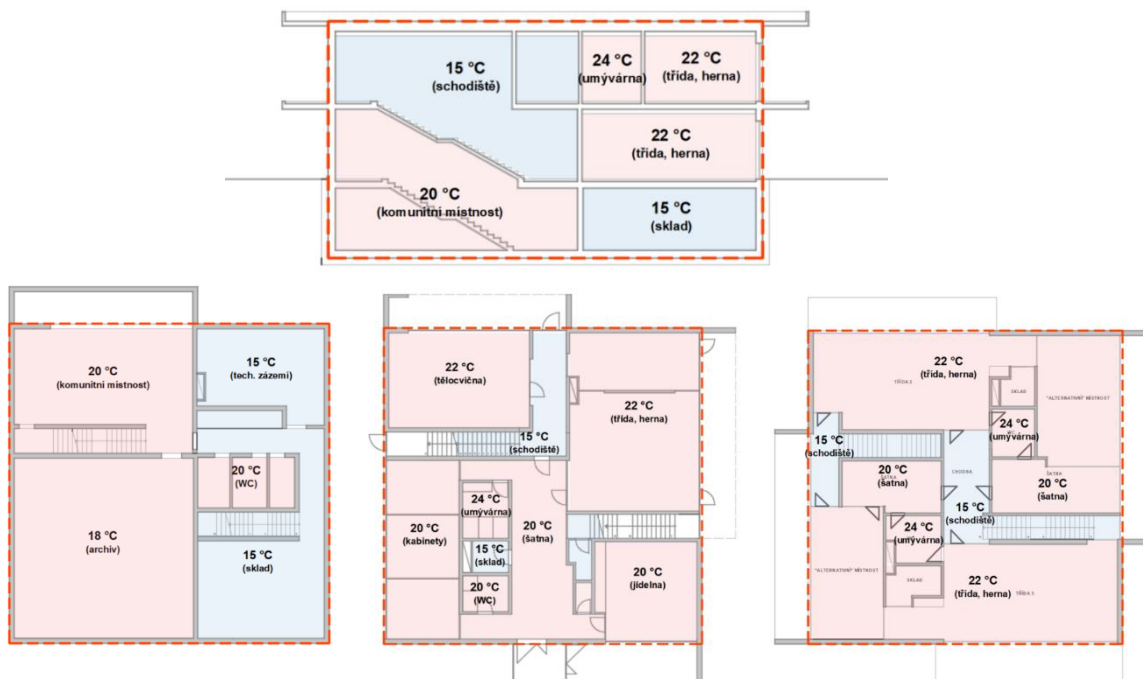 15 °C
(schodiště)
24 °C
(umývárna)
22 °C
(třída, herna)
22 °C
(třída, herna)
20 °C
(komunitní místnost)
15 °C
(sklad)
20 °C
(komunitní místnost)
15 °C
(tech. zázemí)
20 °C
(WC)
18 °C
(archiv)
15 °C
(sklad)
22 °C
(tělocvična)
22 °C
(třída, herna)
15 °C
(schodiště)
24 °C
(umývárna)
20 °C
(kabinety)
20 °C
(šatna)
15 °C
(sklad)
20 °C
(WC)
20 °C
(jídelna)
22 °C
(třída, herna)
TŘÍDA 2
SKLAD
"ALTERNATIVNÍ" MÍSTNOST
24 °C
(umývárna)
WC
15 °C
(schodiště)
20 °C
(šatna)
ŠATNA
CHODBA
ŠATNA
20 °C
(šatna)
15 °C
(schodiště)
24 °C
(umývárna)
"ALTERNATIVNÍ" MÍSTNOST
SKLAD
22 °C
(třída, herna)
TŘÍDA 1